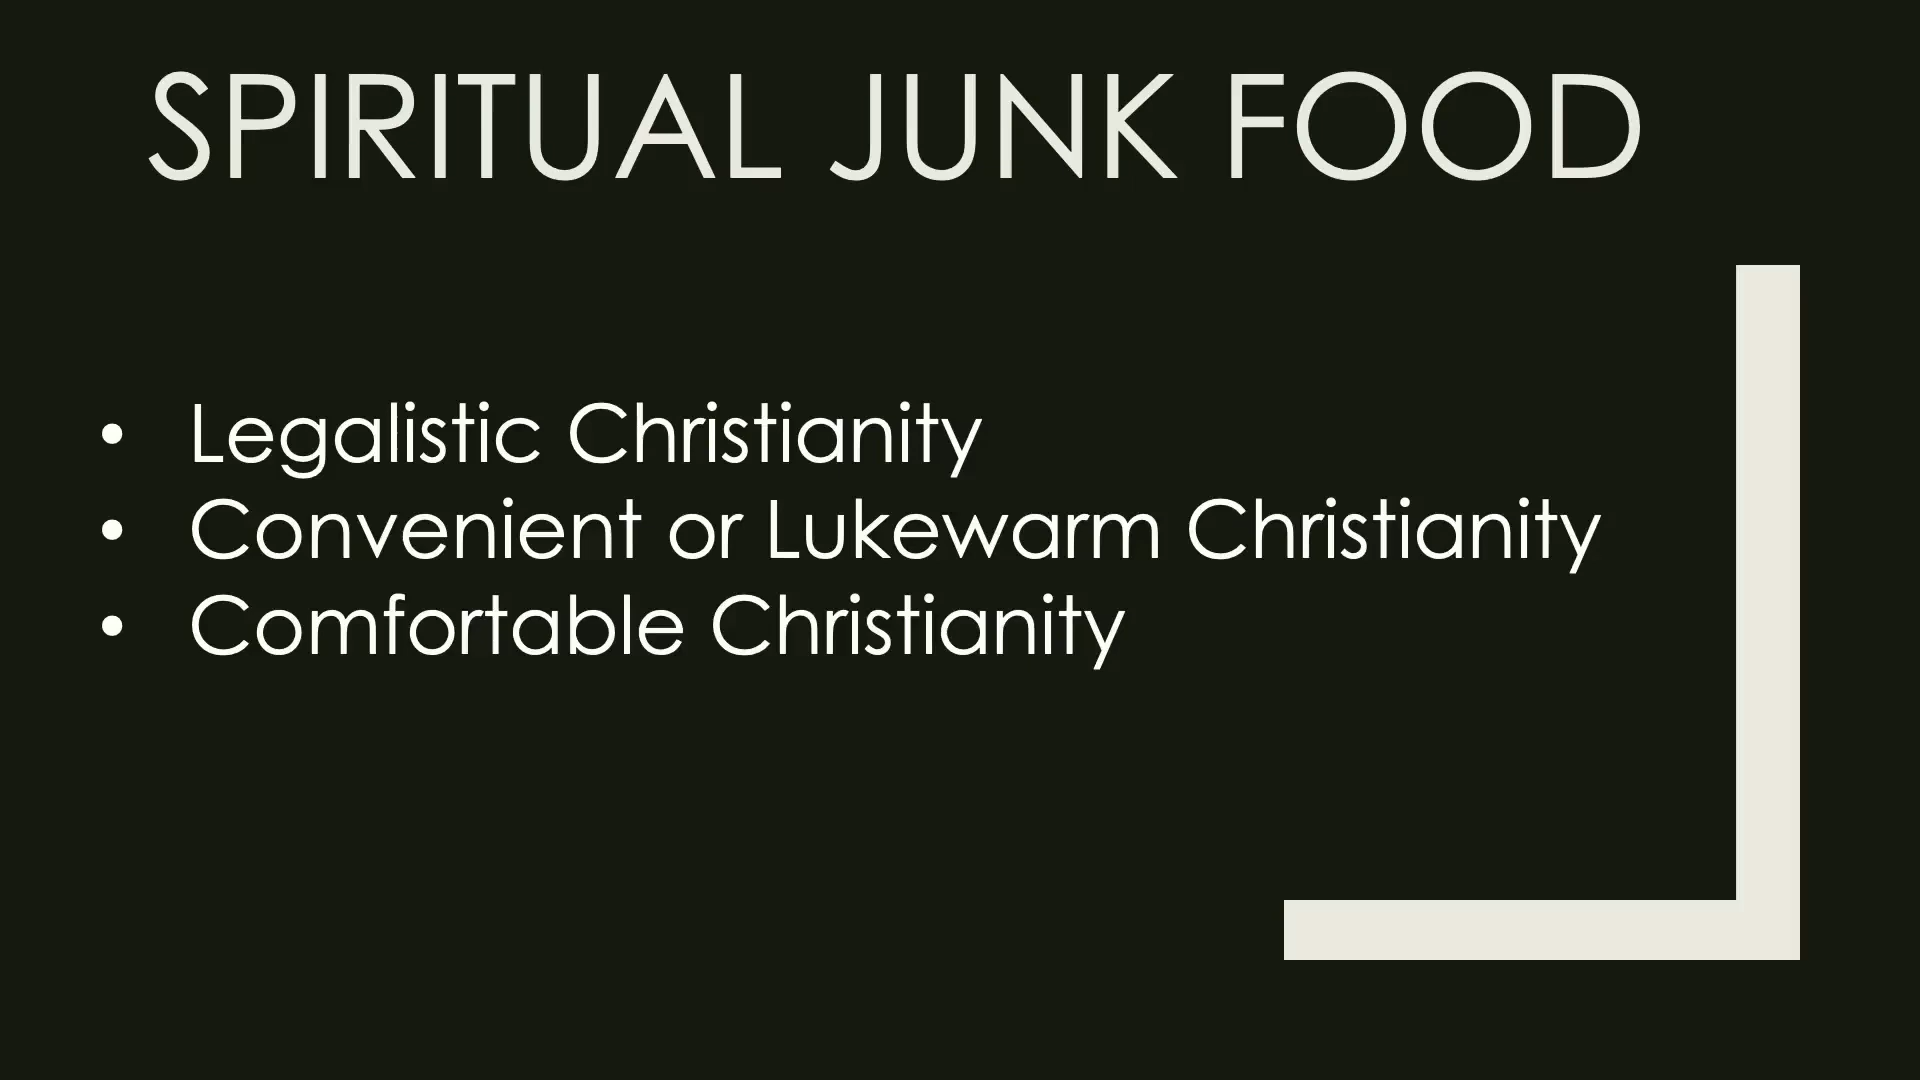 SPIRITUAL JUNK FOOD
• Legalistic Christianity
• Convenient or Lukewarm Christianity
• Comfortable Christianity